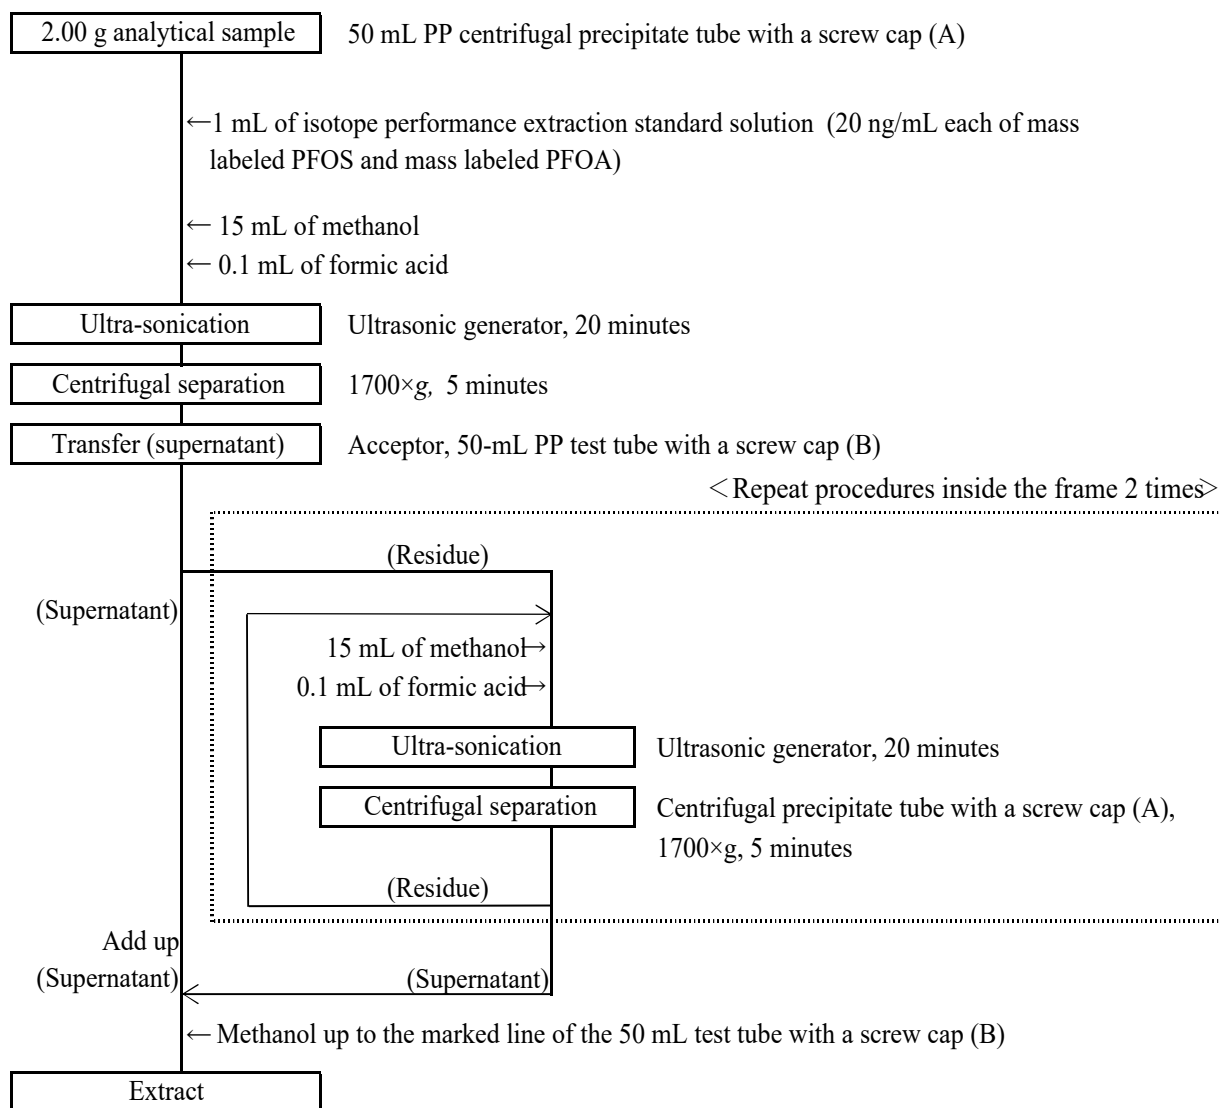 2.00 g analytical sample
50 mL PP centrifugal precipitate tube with a screw cap (A)
←1 mL of isotope performance extraction standard solution (20 ng/mL each of mass
labeled PFOS and mass labeled PFOA)
← 15 mL of methanol
← 0.1 mL of formic acid
Ultra-sonication
Ultrasonic generator, 20 minutes
Centrifugal separation
1700×g, 5 minutes
Transfer (supernatant)
Acceptor, 50-mL PP test tube with a screw cap (B)
＜Repeat procedures inside the frame 2 times＞
(Residue)
(Supernatant)
15 mL of methanol→
0.1 mL of formic acid→
Ultra-sonication
Ultrasonic generator, 20 minutes
Centrifugal separation
Centrifugal precipitate tube with a screw cap (A),
1700×g, 5 minutes
(Residue)
Add up
(Supernatant)
(Supernatant)
← Methanol up to the marked line of the 50 mL test tube with a screw cap (B)
Extract